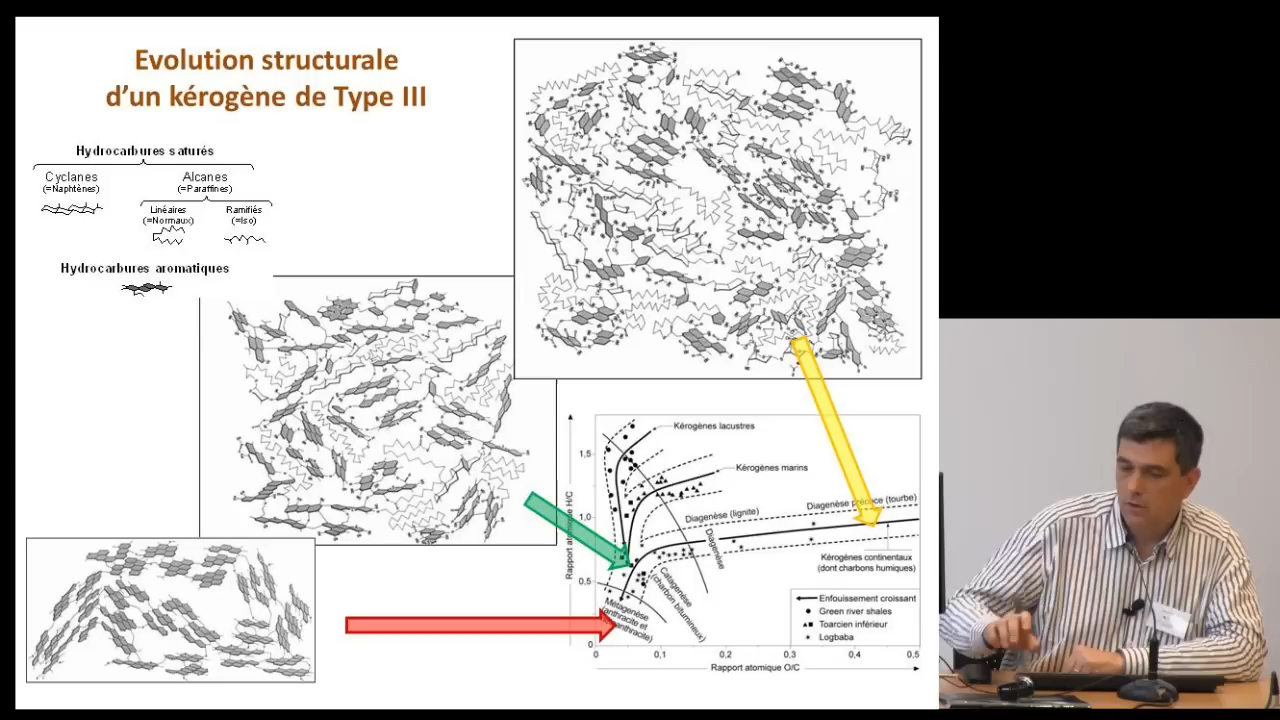 Evolution structurale
d'un kérogène de Type III
Hydrocarbures saturés
Cyclanes
(=Naphtènes)
Alcanes
(=Paraffines)
Linéaires
(=Normaux)
Ramifiés
(=Iso)
Hydrocarbures aromatiques
Kérogènes lacustres
Kérogènes marins
Diagenèse précoce (tourbe)
Diagenèse (lignite)
Diagenèse
Kérogènes continentaux
(dont charbons humiques)
Catagenèse
(charbon bitumineux)
Métagenèse
(anthracite et
Enfouissement croissant
Green river shales
Toarcien inférieur
Logbaba
Rapport atomique H/C
1,5
1,0
0,5
0
0
0,1
0,2
0,3
0,4
0,5
Rapport atomique O/C